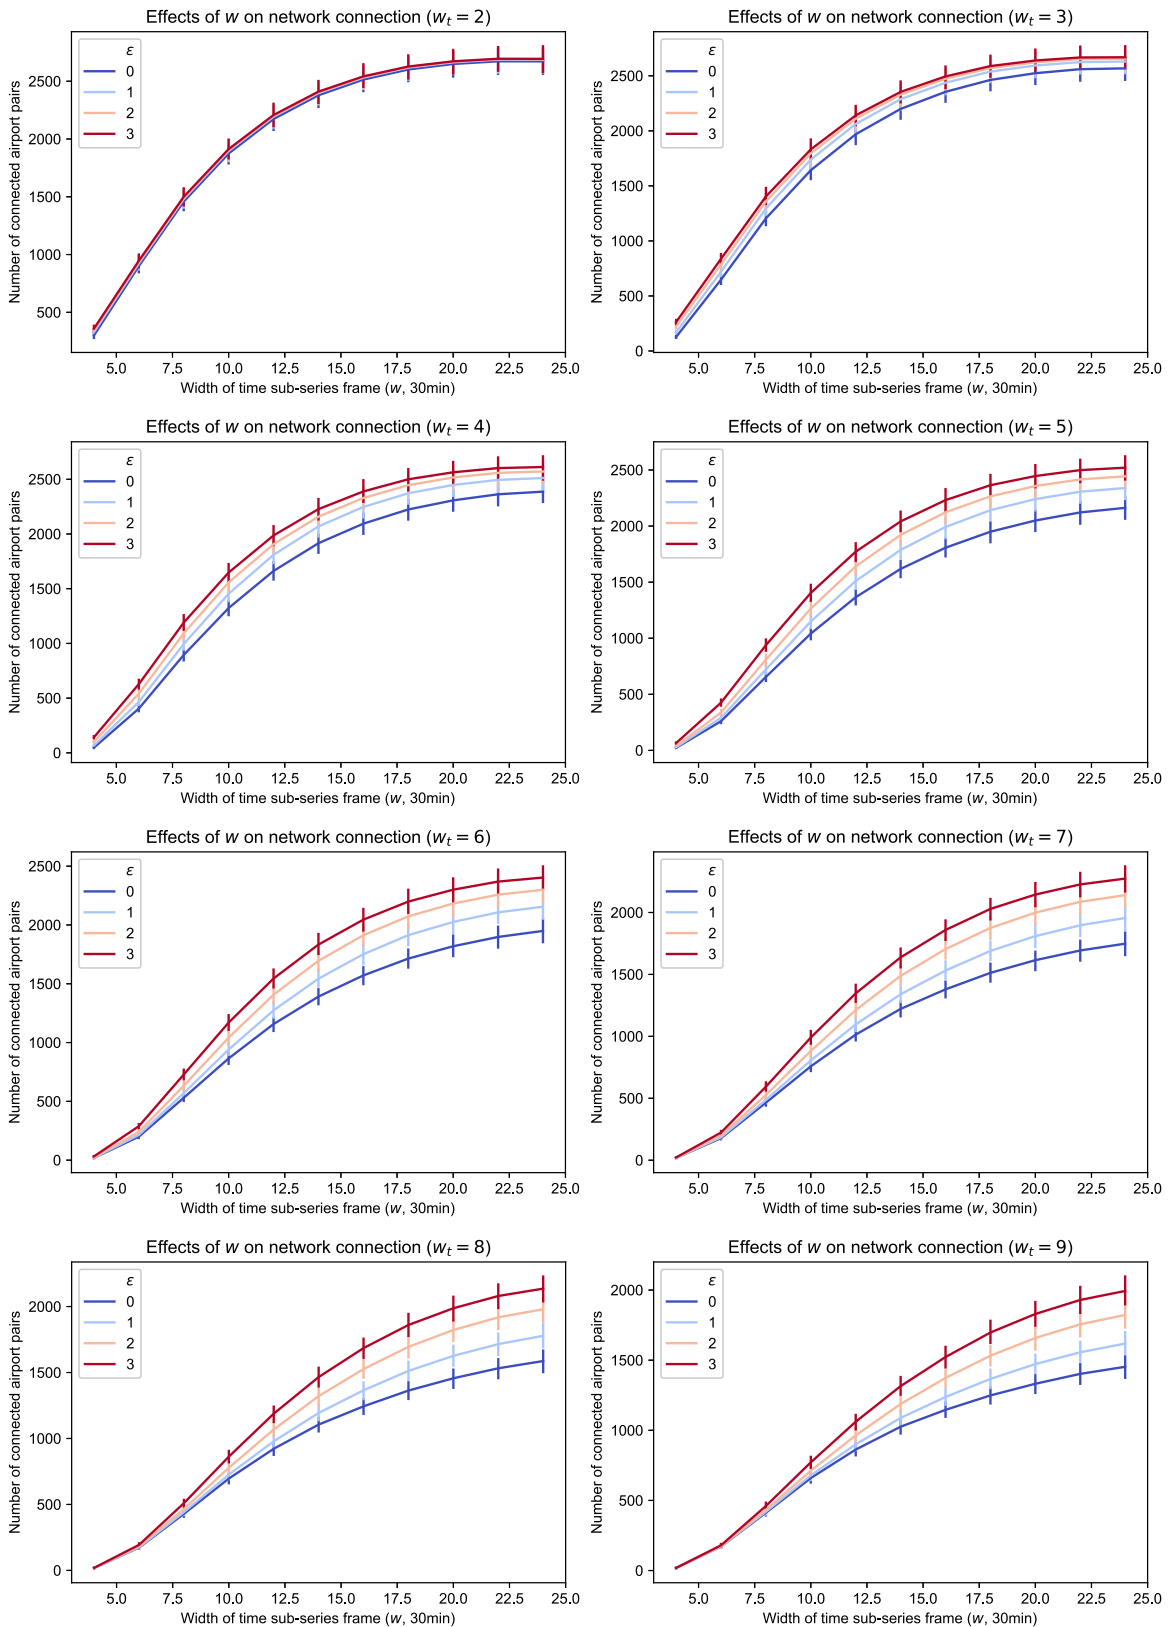 Effects of w on network connection (w_t = 2)
Number of connected airport pairs
2500
2000
1500
1000
500
ε
0
1
2
3
5.0 7.5 10.0 12.5 15.0 17.5 20.0 22.5 25.0
Width of time sub-series frame (w, 30min)
Effects of w on network connection (w_t = 3)
Number of connected airport pairs
2500
2000
1500
1000
500
0
ε
0
1
2
3
5.0 7.5 10.0 12.5 15.0 17.5 20.0 22.5 25.0
Width of time sub-series frame (w, 30min)
Effects of w on network connection (w_t = 4)
Number of connected airport pairs
2500
2000
1500
1000
500
0
ε
0
1
2
3
5.0 7.5 10.0 12.5 15.0 17.5 20.0 22.5 25.0
Width of time sub-series frame (w, 30min)
Effects of w on network connection (w_t = 5)
Number of connected airport pairs
2500
2000
1500
1000
500
0
ε
0
1
2
3
5.0 7.5 10.0 12.5 15.0 17.5 20.0 22.5 25.0
Width of time sub-series frame (w, 30min)
Effects of w on network connection (w_t = 6)
Number of connected airport pairs
2500
2000
1500
1000
500
0
ε
0
1
2
3
5.0 7.5 10.0 12.5 15.0 17.5 20.0 22.5 25.0
Width of time sub-series frame (w, 30min)
Effects of w on network connection (w_t = 7)
Number of connected airport pairs
2000
1500
1000
500
0
ε
0
1
2
3
5.0 7.5 10.0 12.5 15.0 17.5 20.0 22.5 25.0
Width of time sub-series frame (w, 30min)
Effects of w on network connection (w_t = 8)
Number of connected airport pairs
2000
1500
1000
500
0
ε
0
1
2
3
5.0 7.5 10.0 12.5 15.0 17.5 20.0 22.5 25.0
Width of time sub-series frame (w, 30min)
Effects of w on network connection (w_t = 9)
Number of connected airport pairs
2000
1500
1000
500
0
ε
0
1
2
3
5.0 7.5 10.0 12.5 15.0 17.5 20.0 22.5 25.0
Width of time sub-series frame (w, 30min)